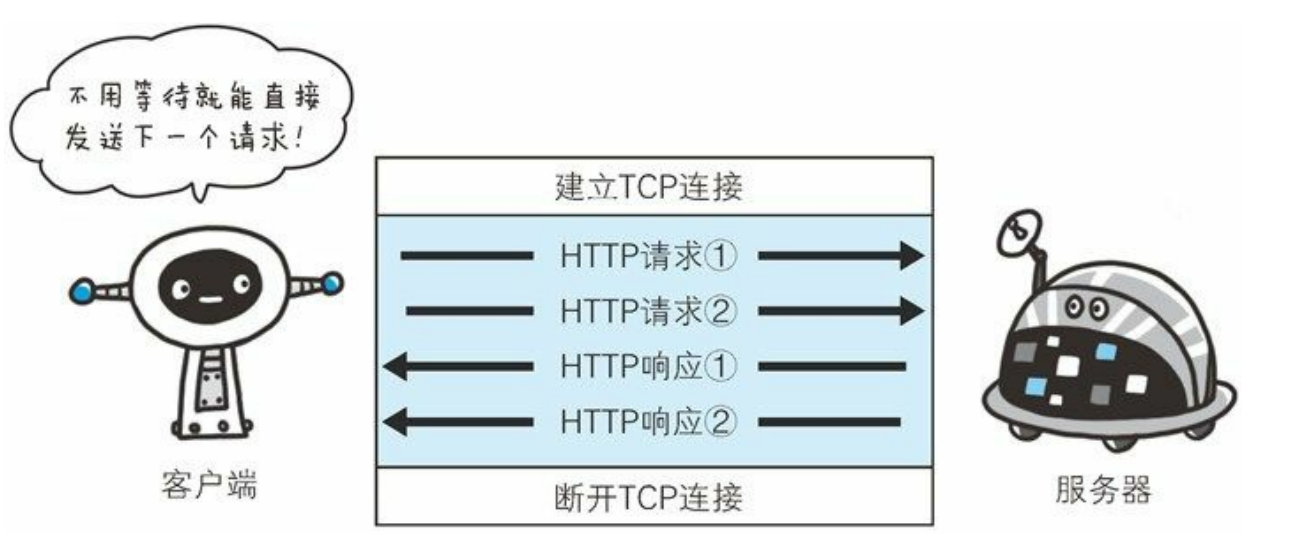 不用等待就能直接
发送下一个请求!
建立TCP连接
HTTP请求①
HTTP请求②
HTTP响应①
HTTP响应②
断开TCP连接
客户端
服务器